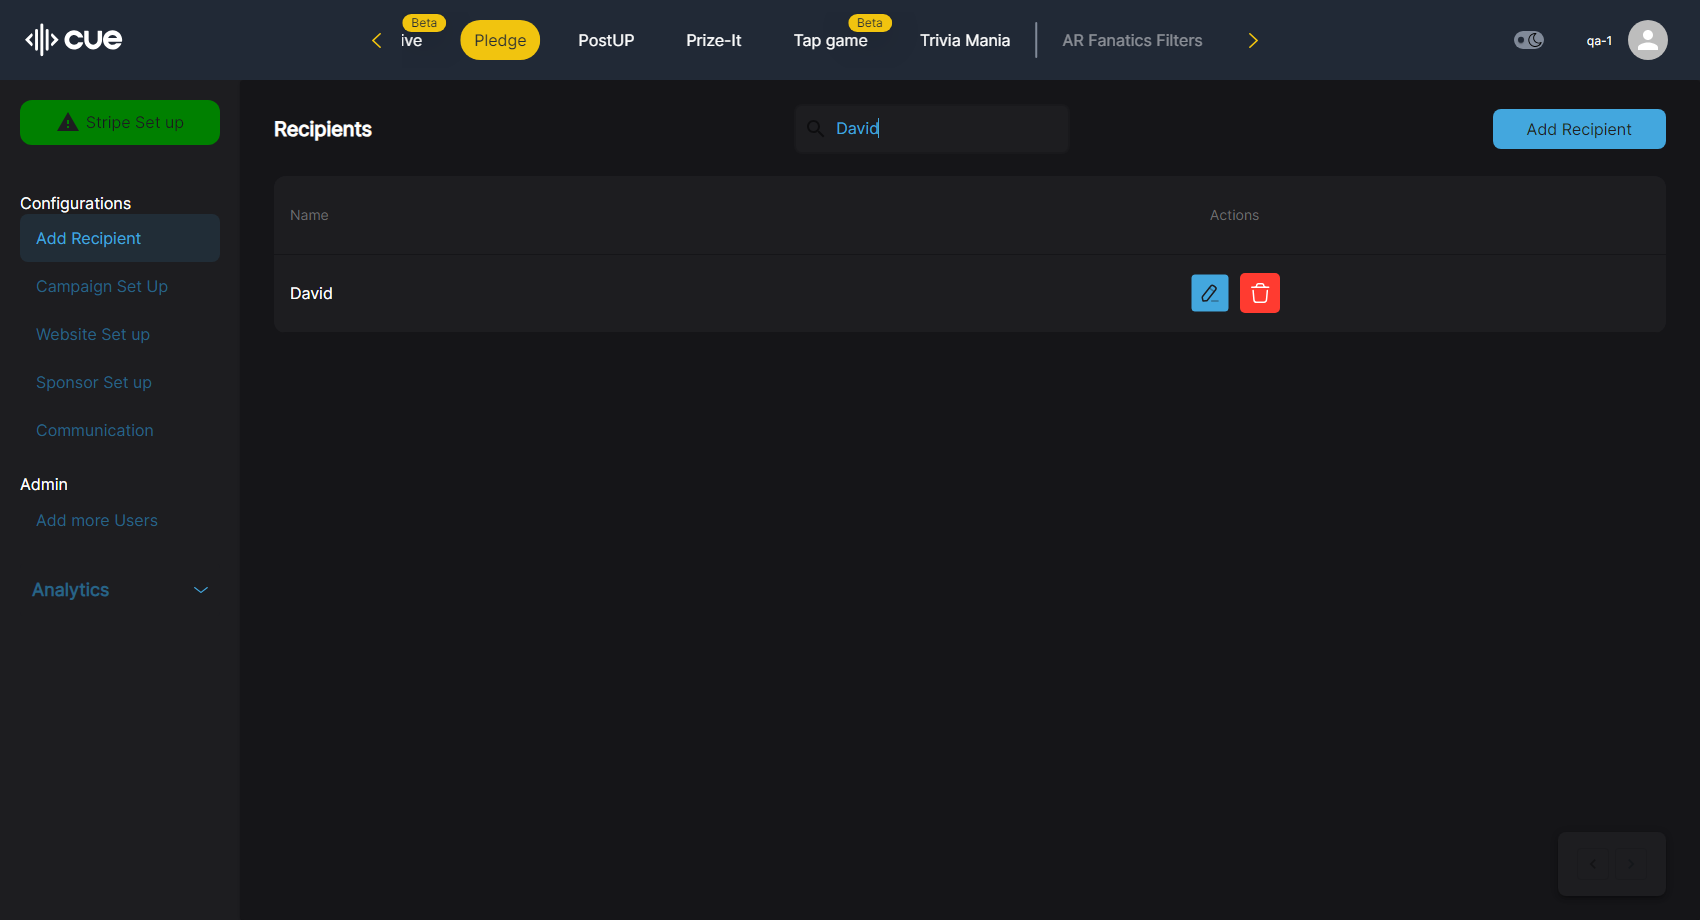 cue
Beta
ive
Pledge
PostUP
Prize-It
Beta
Tap game
Trivia Mania
AR Fanatics Filters
qa-1
Stripe Set up
Recipients
David
Add Recipient
Configurations
Add Recipient
Campaign Set Up
Website Set up
Sponsor Set up
Communication
Admin
Add more Users
Analytics
Name
Actions
David